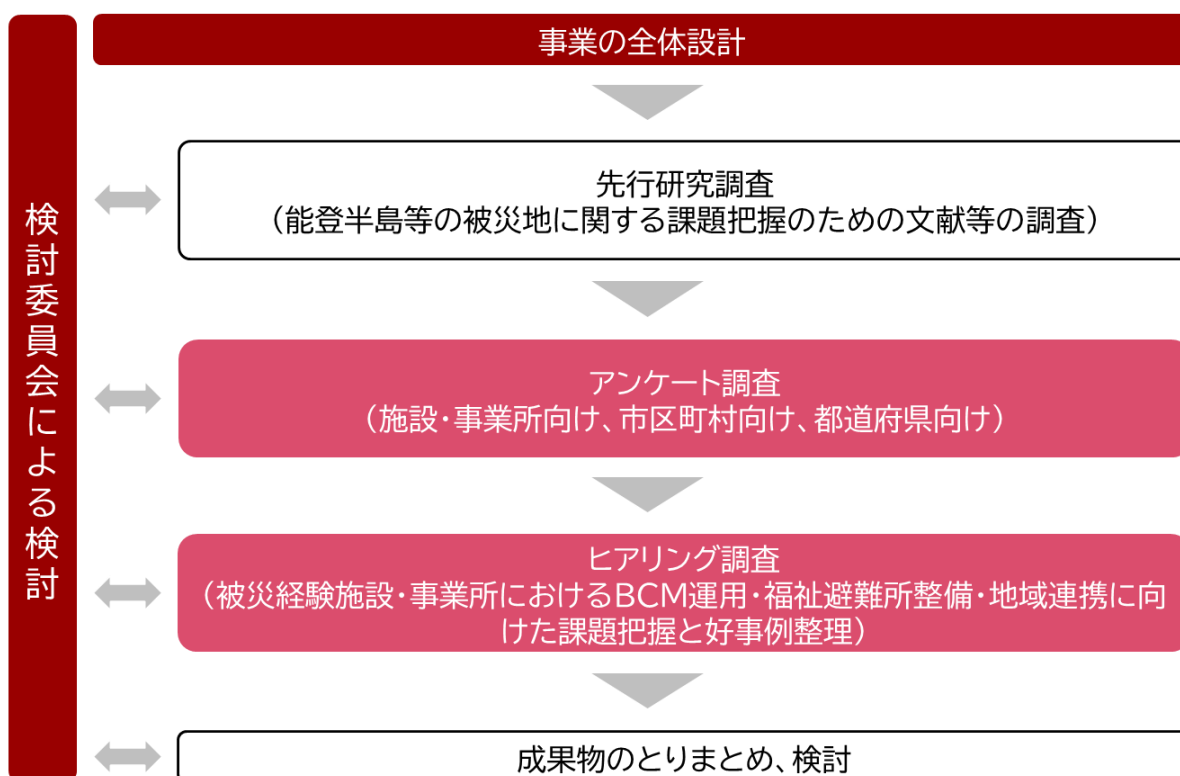 事業の全体設計
検討委員会による検討
先行研究調査
（能登半島等の被災地に関する課題把握のための文献等の調査）
アンケート調査
（施設・事業所向け、市区町村向け、都道府県向け）
ヒアリング調査
（被災経験施設・事業所におけるBCM運用・福祉避難所整備・地域連携に向
けた課題把握と好事例整理）
成果物のとりまとめ、検討